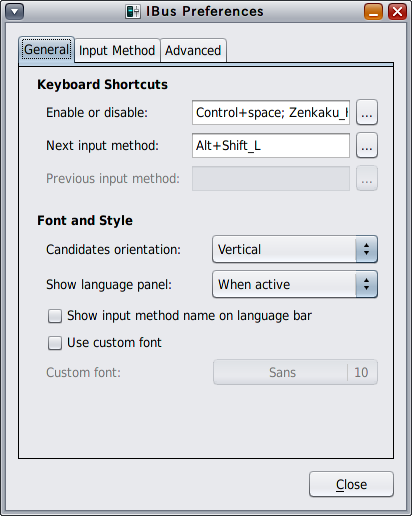 IBus Preferences
General Input Method Advanced
Keyboard Shortcuts
Enable or disable: Control+space; Zenkaku_ ...
Next input method: Alt+Shift_L ...
Previous input method: ...
Font and Style
Candidates orientation: Vertical
Show language panel: When active
Show input method name on language bar
Use custom font
Custom font: Sans 10
Close